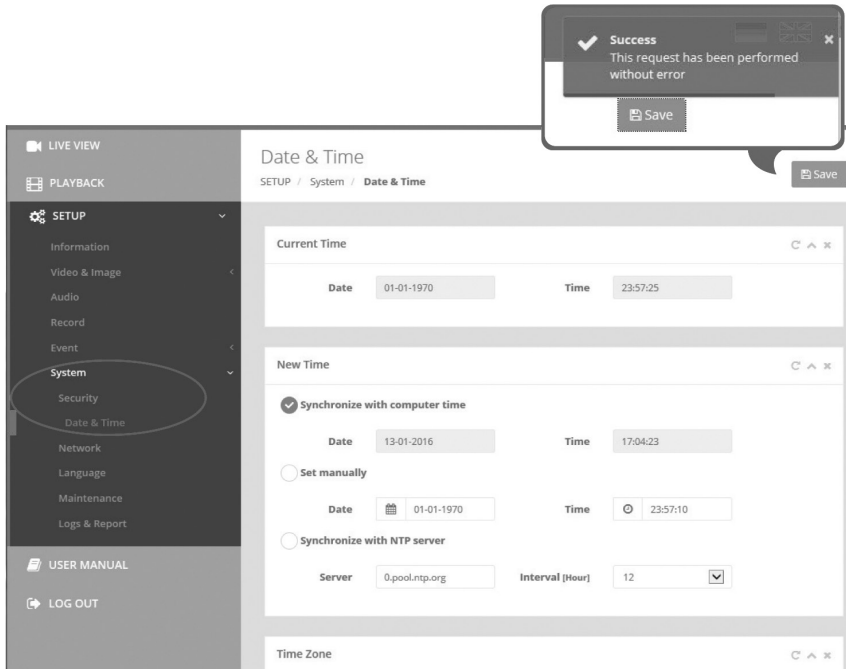 Success
This request has been performed
without error
Save
LIVE VIEW
PLAYBACK
SETUP
Information
Video & Image
Audio
Record
Event
System
Security
Date & Time
Network
Language
Maintenance
Logs & Report
USER MANUAL
LOG OUT
Date & Time
SETUP / System / Date & Time
Save
Current Time
Date 01-01-1970 Time 23:57:25
New Time
Synchronize with computer time
Date 13-01-2016 Time 17:04:23
Set manually
Date 01-01-1970 Time 23:57:10
Synchronize with NTP server
Server 0.pool.ntp.org Interval [Hour] 12
Time Zone